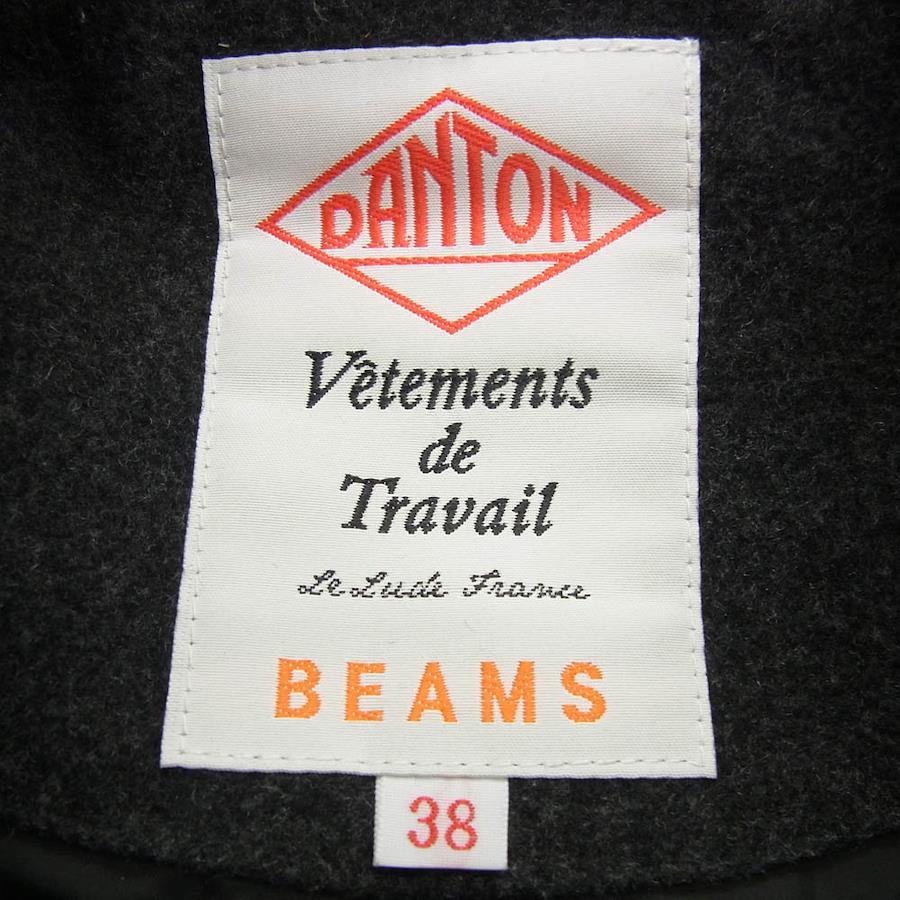 DANTON
Vêtements
de
Travail
Le Lude France
BEAMS
38